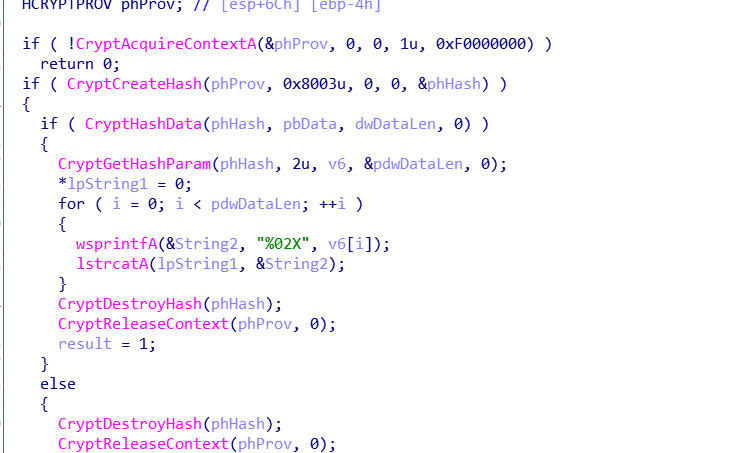 HCRYPTPROV phProv; // [esp+6Ch] [ebp-4h]
if ( !CryptAcquireContextA(&phProv, 0, 0, 1u, 0xF0000000) )
return 0;
if ( CryptCreateHash(phProv, 0x8003u, 0, 0, &phHash) )
{
if ( CryptHashData(phHash, pbData, dwDataLen, 0) )
{
CryptGetHashParam(phHash, 2u, v6, &pdwDataLen, 0);
*lpString1 = 0;
for ( i = 0; i < pdwDataLen; ++i )
{
wsprintfA(&String2, "%02X", v6[i]);
lstrcatA(lpString1, &String2);
}
CryptDestroyHash(phHash);
CryptReleaseContext(phProv, 0);
result = 1;
}
else
{
CryptDestroyHash(phHash);
CryptReleaseContext(phProv, 0);